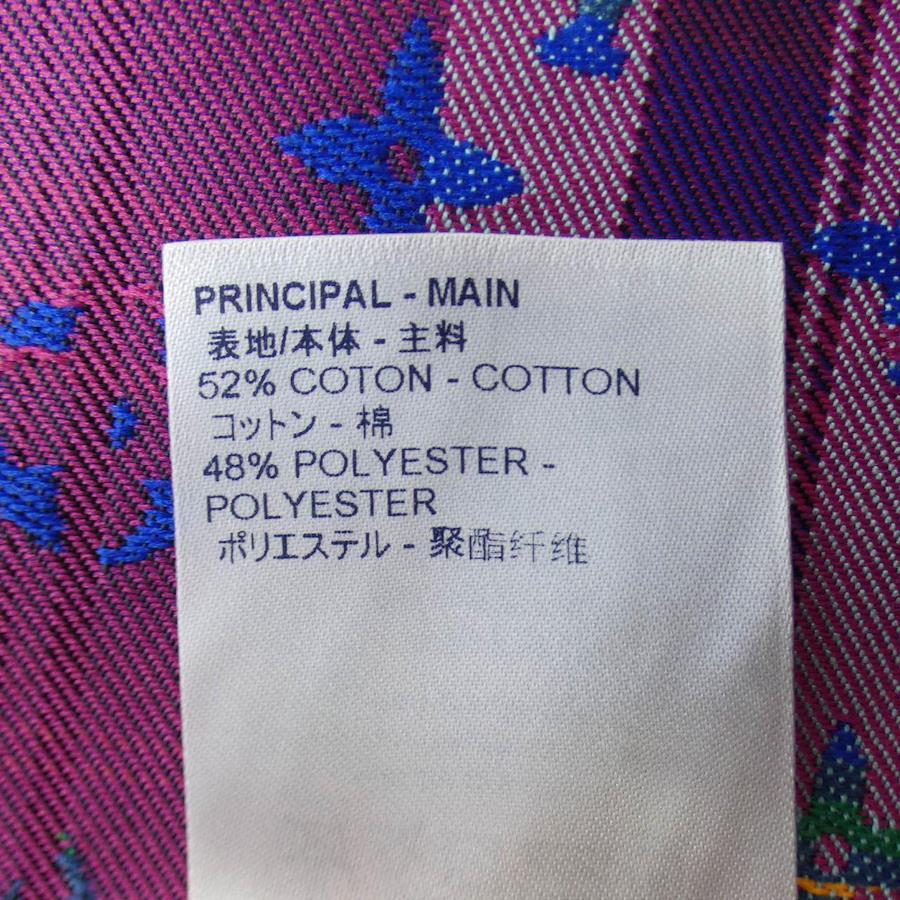 PRINCIPAL - MAIN
表地/本体 - 主料
52% COTON - COTTON
コットン - 棉
48% POLYESTER -
POLYESTER
ポリエステル - 聚酯纤维